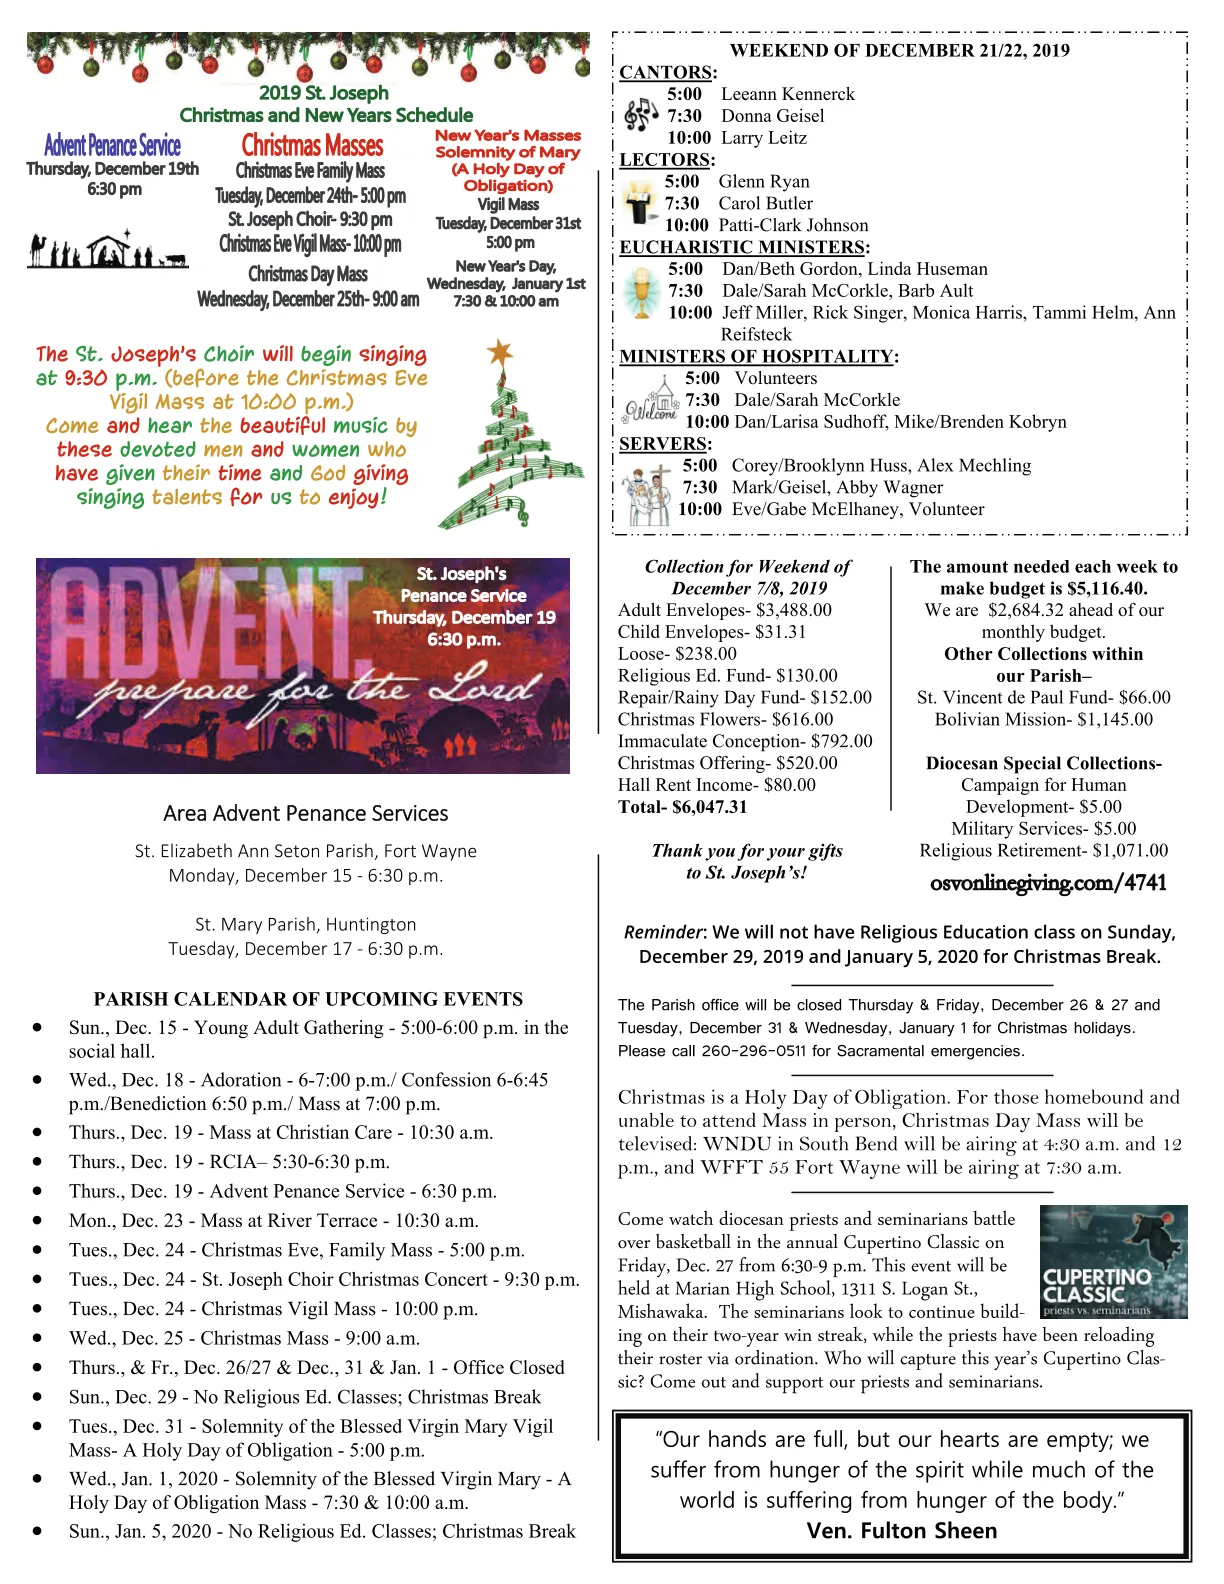 2019 St. Joseph
Christmas and New Years Schedule
Advent Penance Service
Thursday, December 19th
6:30 pm
Christmas Masses
Christmas Eve Family Mass
Tuesday, December 24th- 5:00 pm
St. Joseph Choir- 9:30 pm
Christmas Eve Vigil Mass- 10:00 pm
Christmas Day Mass
Wednesday, December 25th- 9:00 am
New Year's Masses
Solemnity of Mary
(A Holy Day of
Obligation)
Vigil Mass
Tuesday, December 31st
5:00 pm
New Year's Day,
Wednesday, January 1st
7:30 & 10:00 am
The St. Joseph's Choir will begin singing
at 9:30 p.m. (before the Christmas Eve
Vigil Mass at 10:00 p.m.)
Come and hear the beautiful music by
these devoted men and women who
have given their time and God giving
singing talents for us to enjoy!
ADVENT.
prepare for the Lord
St. Joseph's
Penance Service
Thursday, December 19
6:30 p.m.
Area Advent Penance Services
St. Elizabeth Ann Seton Parish, Fort Wayne
Monday, December 15 - 6:30 p.m.
St. Mary Parish, Huntington
Tuesday, December 17 - 6:30 p.m.
PARISH CALENDAR OF UPCOMING EVENTS
• Sun., Dec. 15 - Young Adult Gathering - 5:00-6:00 p.m. in the
social hall.
• Wed., Dec. 18 - Adoration - 6-7:00 p.m./ Confession 6-6:45
p.m./Benediction 6:50 p.m./ Mass at 7:00 p.m.
• Thurs., Dec. 19 - Mass at Christian Care - 10:30 a.m.
• Thurs., Dec. 19 - RCIA– 5:30-6:30 p.m.
• Thurs., Dec. 19 - Advent Penance Service - 6:30 p.m.
• Mon., Dec. 23 - Mass at River Terrace - 10:30 a.m.
• Tues., Dec. 24 - Christmas Eve, Family Mass - 5:00 p.m.
• Tues., Dec. 24 - St. Joseph Choir Christmas Concert - 9:30 p.m.
• Tues., Dec. 24 - Christmas Vigil Mass - 10:00 p.m.
• Wed., Dec. 25 - Christmas Mass - 9:00 a.m.
• Thurs., & Fr., Dec. 26/27 & Dec., 31 & Jan. 1 - Office Closed
• Sun., Dec. 29 - No Religious Ed. Classes; Christmas Break
• Tues., Dec. 31 - Solemnity of the Blessed Virgin Mary Vigil
Mass- A Holy Day of Obligation - 5:00 p.m.
• Wed., Jan. 1, 2020 - Solemnity of the Blessed Virgin Mary - A
Holy Day of Obligation Mass - 7:30 & 10:00 a.m.
• Sun., Jan. 5, 2020 - No Religious Ed. Classes; Christmas Break
WEEKEND OF DECEMBER 21/22, 2019
CANTORS:
5:00 Leeann Kennerck
7:30 Donna Geisel
10:00 Larry Leitz
LECTORS:
5:00 Glenn Ryan
7:30 Carol Butler
10:00 Patti-Clark Johnson
EUCHARISTIC MINISTERS:
5:00 Dan/Beth Gordon, Linda Huseman
7:30 Dale/Sarah McCorkle, Barb Ault
10:00 Jeff Miller, Rick Singer, Monica Harris, Tammi Helm, Ann
Reifsteck
MINISTERS OF HOSPITALITY:
Welcome
5:00 Volunteers
7:30 Dale/Sarah McCorkle
10:00 Dan/Larisa Sudhoff, Mike/Brenden Kobryn
SERVERS:
5:00 Corey/Brooklynn Huss, Alex Mechling
7:30 Mark/Geisel, Abby Wagner
10:00 Eve/Gabe McElhaney, Volunteer
Collection for Weekend of
December 7/8, 2019
Adult Envelopes- $3,488.00
Child Envelopes- $31.31
Loose- $238.00
Religious Ed. Fund- $130.00
Repair/Rainy Day Fund- $152.00
Christmas Flowers- $616.00
Immaculate Conception- $792.00
Christmas Offering- $520.00
Hall Rent Income- $80.00
Total- $6,047.31
Thank you for your gifts
to St. Joseph's!
The amount needed each week to
make budget is $5,116.40.
We are $2,684.32 ahead of our
monthly budget.
Other Collections within
our Parish–
St. Vincent de Paul Fund- $66.00
Bolivian Mission- $1,145.00
Diocesan Special Collections-
Campaign for Human
Development- $5.00
Military Services- $5.00
Religious Retirement- $1,071.00
osvonlinegiving.com/4741
Reminder: We will not have Religious Education class on Sunday,
December 29, 2019 and January 5, 2020 for Christmas Break.
The Parish office will be closed Thursday & Friday, December 26 & 27 and
Tuesday, December 31 & Wednesday, January 1 for Christmas holidays.
Please call 260-296-0511 for Sacramental emergencies.
Christmas is a Holy Day of Obligation. For those homebound and
unable to attend Mass in person, Christmas Day Mass will be
televised: WNDU in South Bend will be airing at 4:30 a.m. and 12
p.m., and WFFT 55 Fort Wayne will be airing at 7:30 a.m.
Come watch diocesan priests and seminarians battle
over basketball in the annual Cupertino Classic on
Friday, Dec. 27 from 6:30-9 p.m. This event will be
held at Marian High School, 1311 S. Logan St.,
Mishawaka. The seminarians look to continue build-
ing on their two-year win streak, while the priests have been reloading
their roster via ordination. Who will capture this year's Cupertino Clas-
sic? Come out and support our priests and seminarians.
CUPERTINO
CLASSIC
priests vs. seminarians
"Our hands are full, but our hearts are empty; we
suffer from hunger of the spirit while much of the
world is suffering from hunger of the body."
Ven. Fulton Sheen